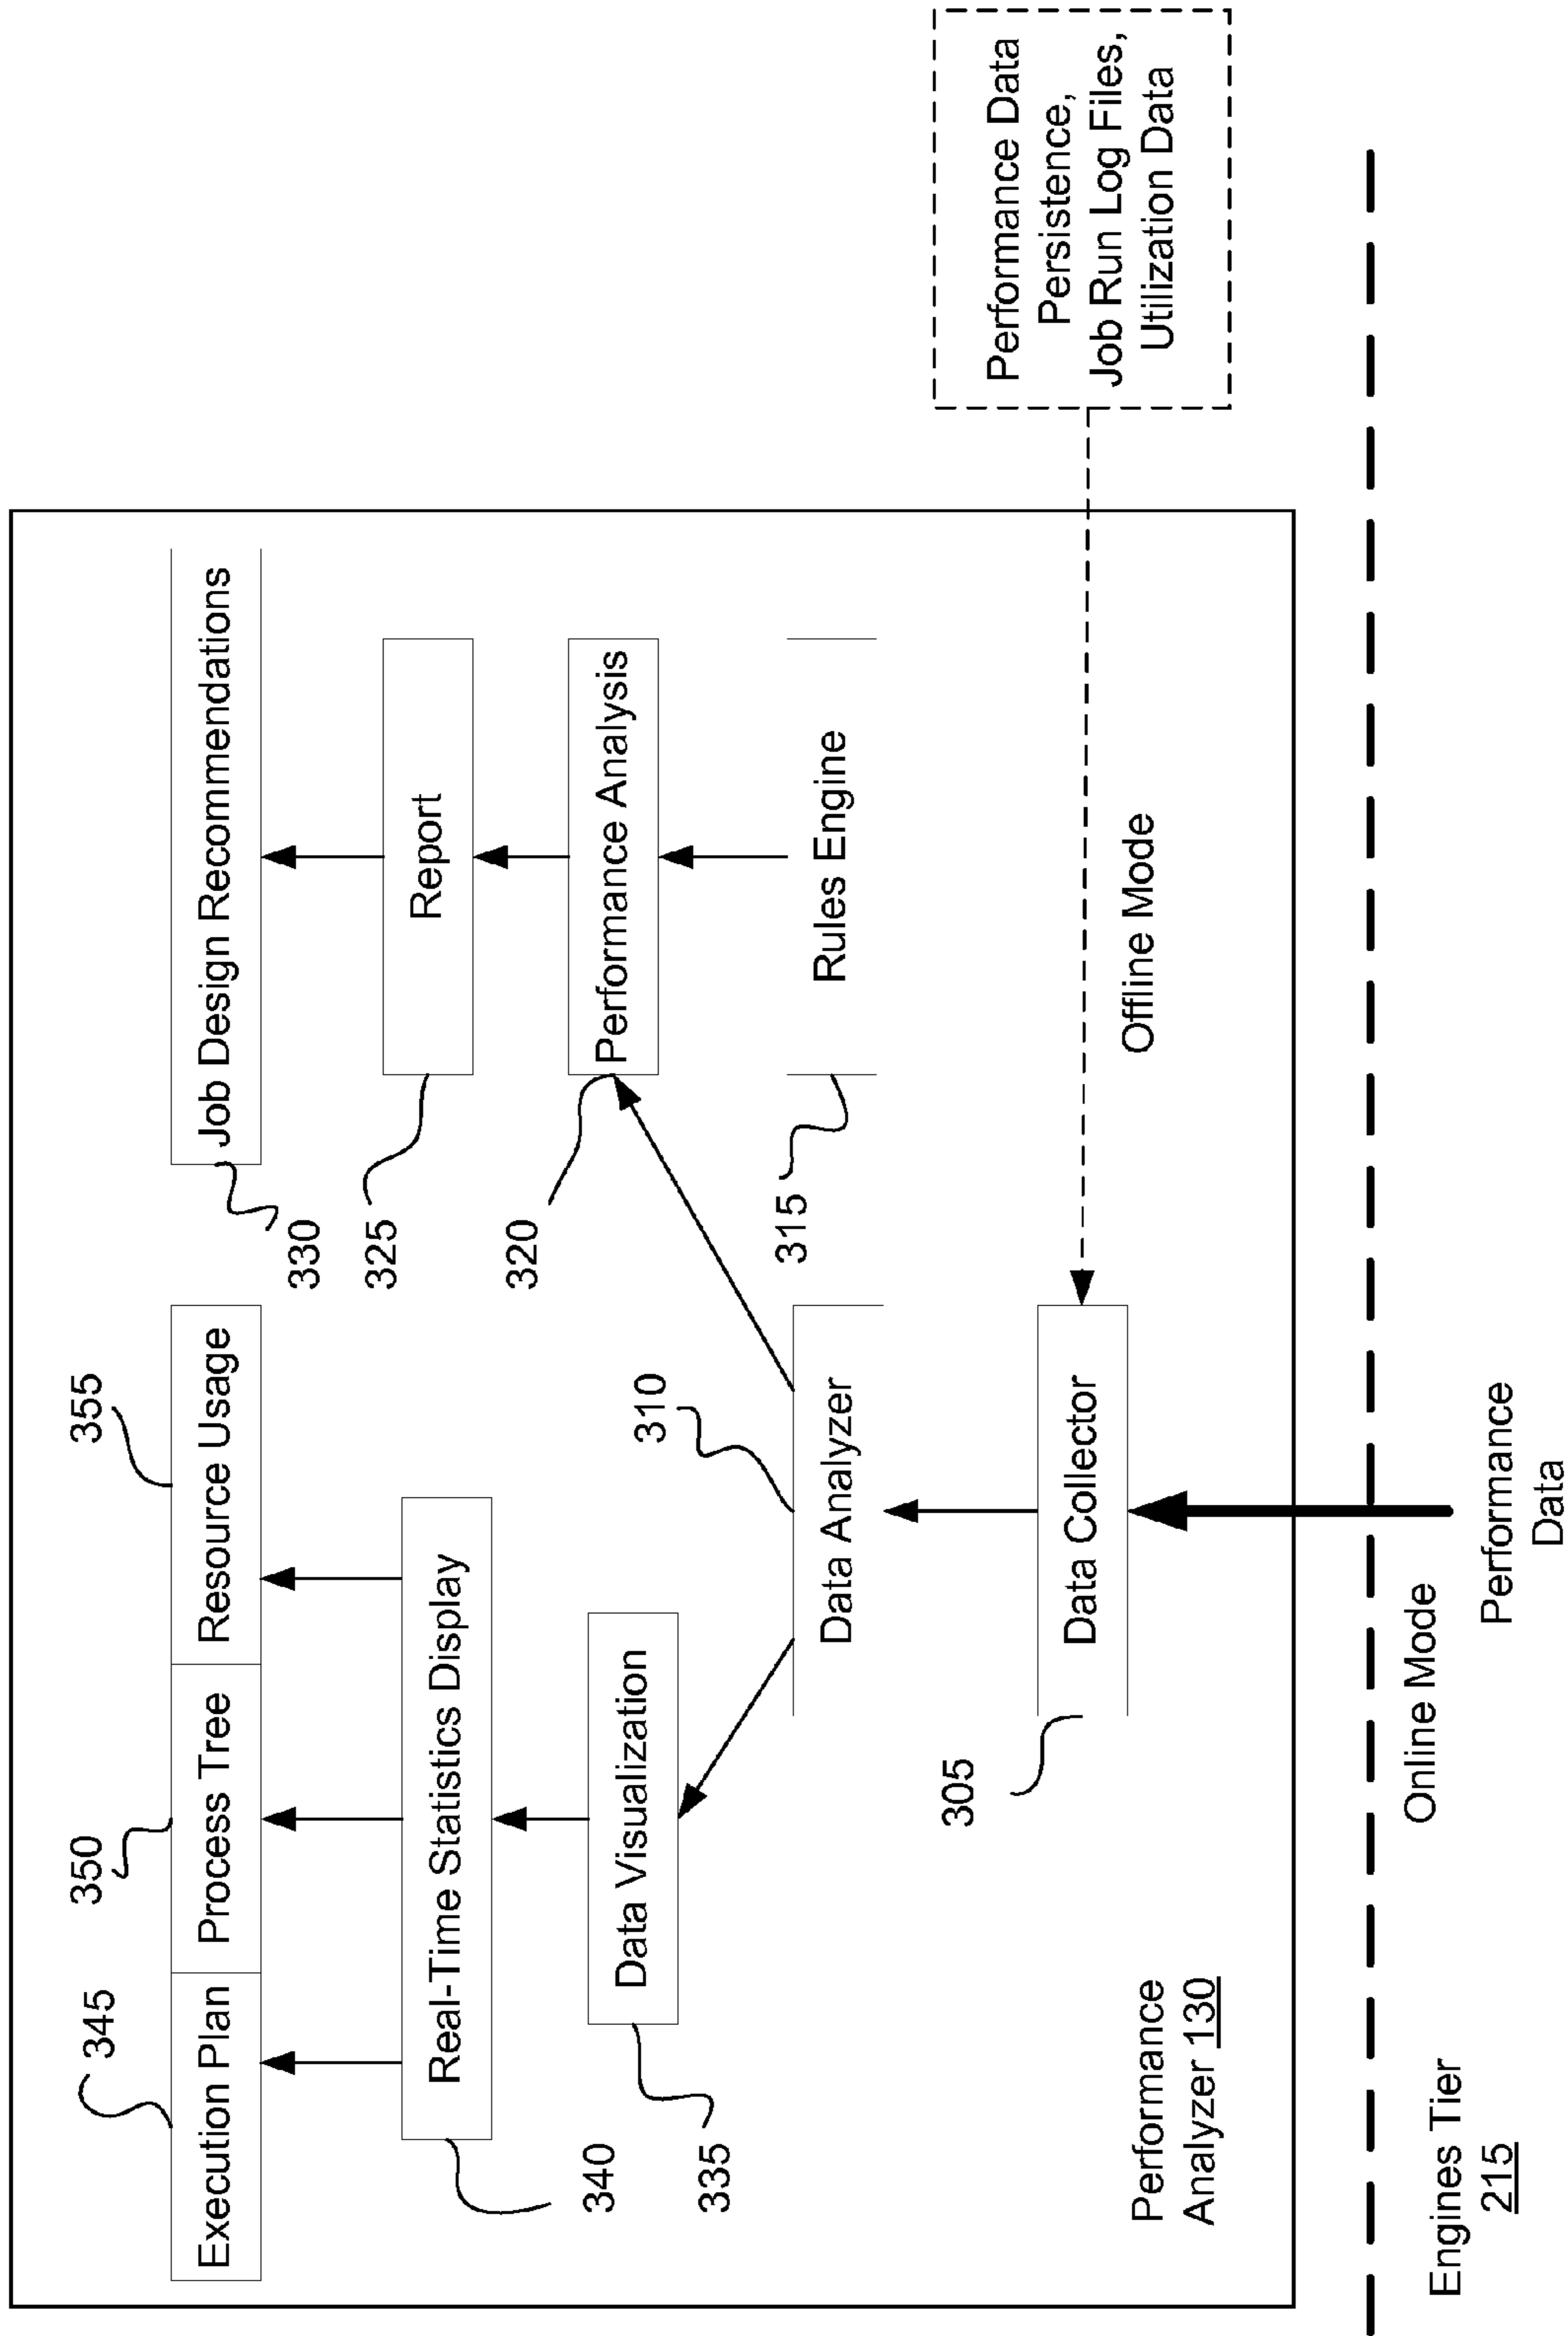 355
350
345
Execution Plan
Process Tree
Resource Usage
Job Design Recommendations
330
Real-Time Statistics Display
340
Report
325
Data Visualization
335
Performance Analysis
320
310
Data Analyzer
Rules Engine
315
305
Data Collector
Offline Mode
Performance Data
Persistence,
Job Run Log Files,
Utilization Data
Performance
Analyzer 130
Online Mode
Engines Tier
215
Performance
Data